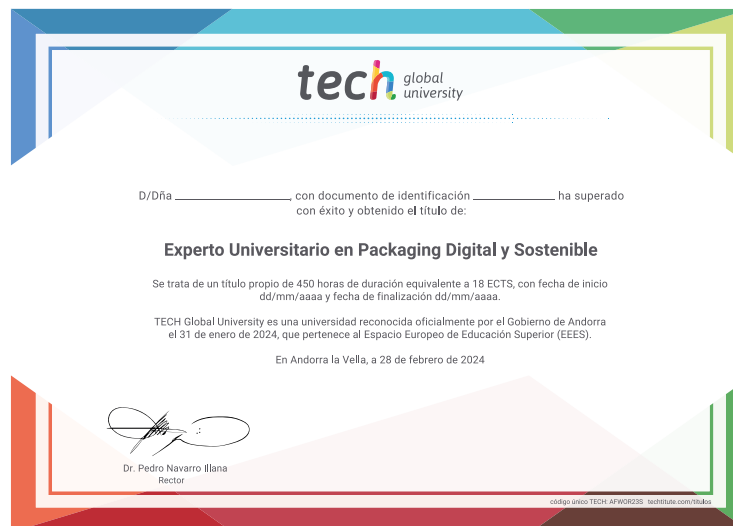 tech global university
D/Dña ______________, con documento de identificación ____________ ha superado
con éxito y obtenido el título de:
Experto Universitario en Packaging Digital y Sostenible
Se trata de un título propio de 450 horas de duración equivalente a 18 ECTS, con fecha de inicio
dd/mm/aaaa y fecha de finalización dd/mm/aaaa.
TECH Global University es una universidad reconocida oficialmente por el Gobierno de Andorra
el 31 de enero de 2024, que pertenece al Espacio Europeo de Educación Superior (EEES).
En Andorra la Vella, a 28 de febrero de 2024
Dr. Pedro Navarro Illana
Rector
código único TECH: AFWOR23S techtitute.com/titulos